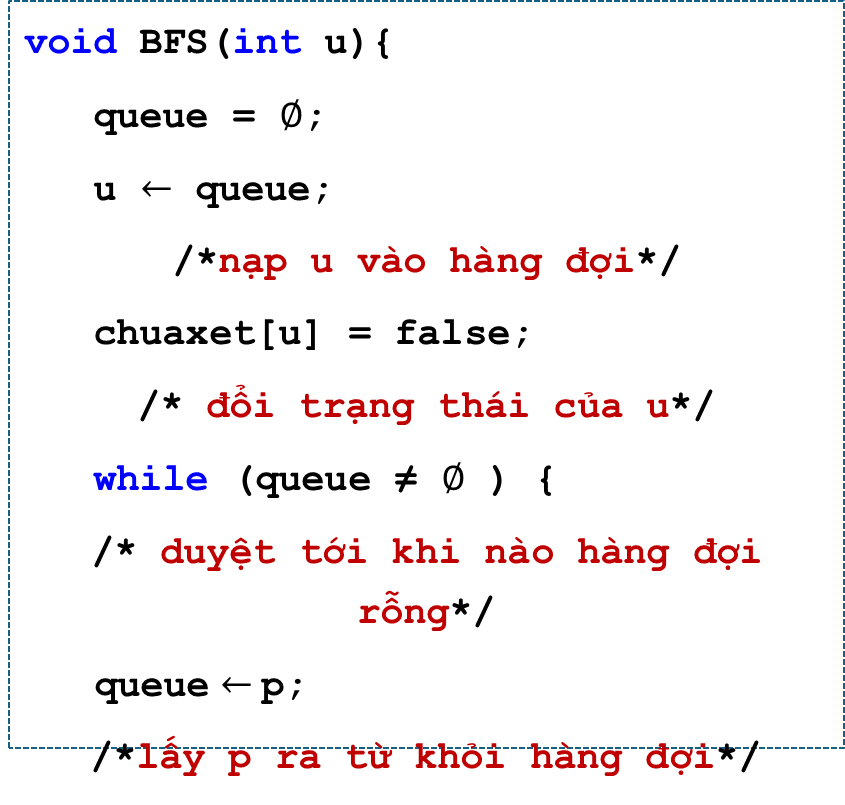 void BFS(int u){
queue = ∅;
u ← queue;
/*nạp u vào hàng đợi*/
chuaxet[u] = false;
/* đổi trạng thái của u*/
while (queue ≠ ∅ ) {
/* duyệt tới khi nào hàng đợi
rỗng*/
queue ← p;
/*lấy p ra từ khỏi hàng đợi*/